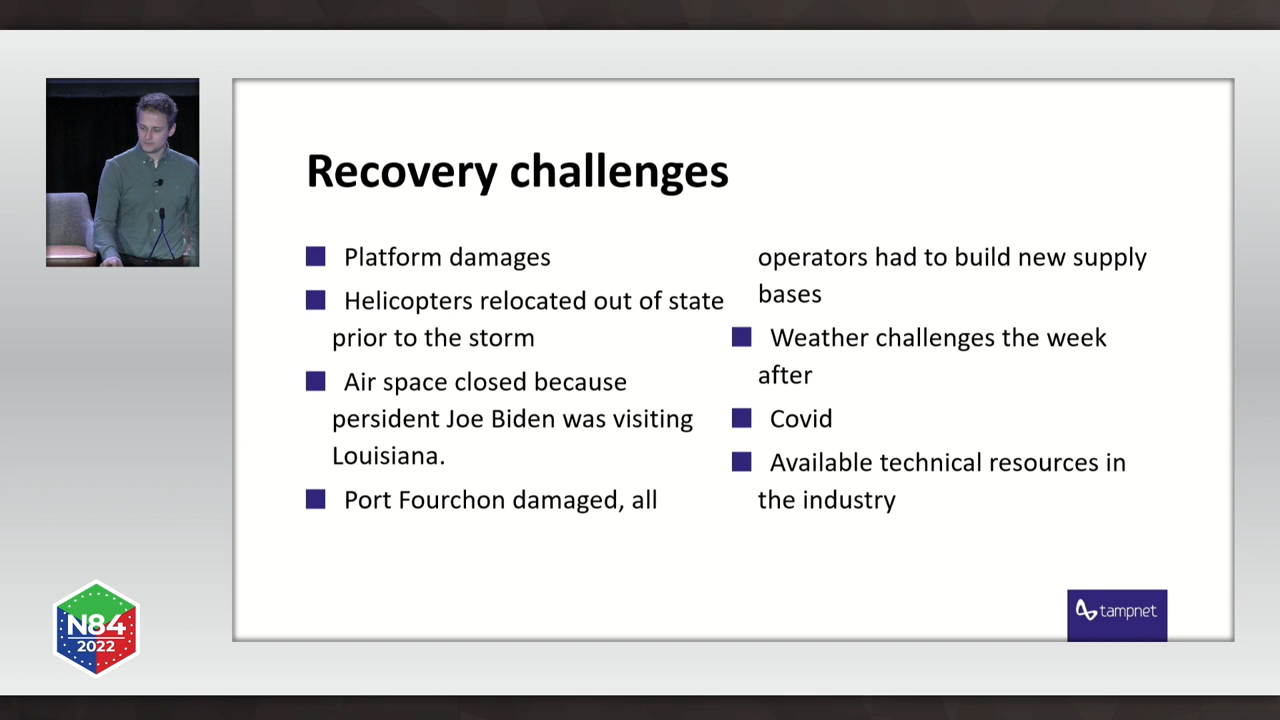 Recovery challenges
Platform damages
Helicopters relocated out of state
prior to the storm
Air space closed because
persident Joe Biden was visiting
Louisiana.
Port Fourchon damaged, all
operators had to build new supply
bases
Weather challenges the week
after
Covid
Available technical resources in
the industry
tampnet
N84
2022